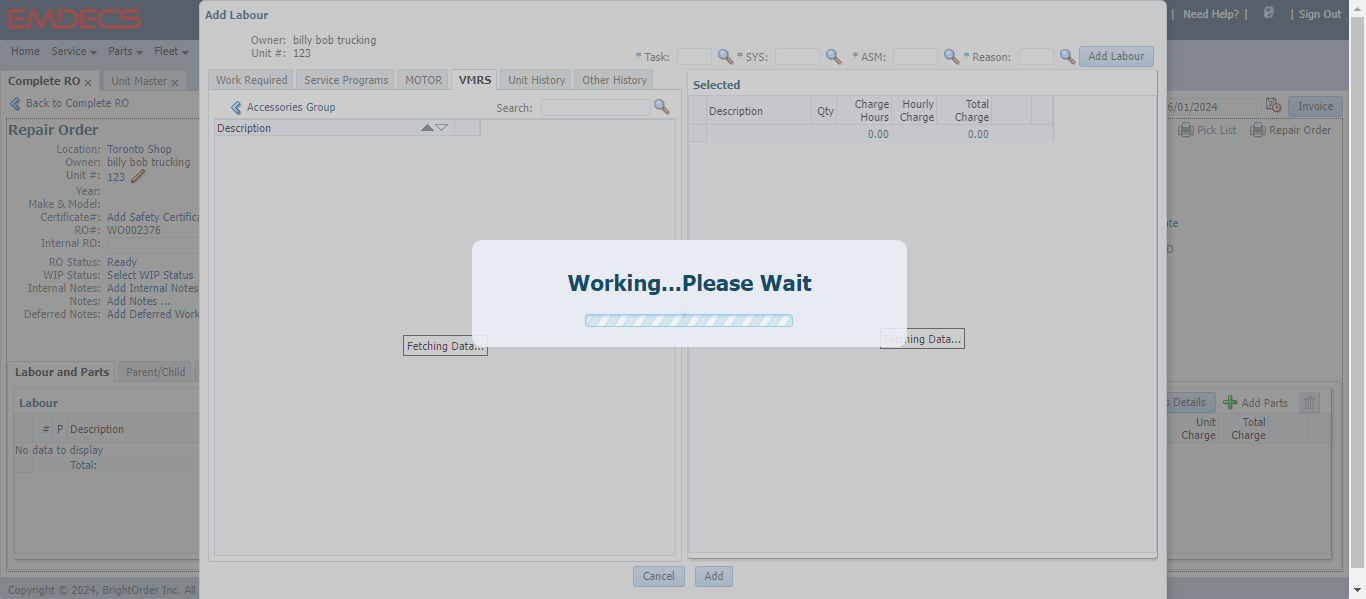 EMDECS
Need Help? |
| Sign Out
Home Service Parts Fleet
Complete RO x Unit Master x
Back to Complete RO
6/01/2024 Invoice
Repair Order
Pick List Repair Order
Location: Toronto Shop
Owner: billy bob trucking
Unit #: 123
Year:
Make & Model:
Certificate#: Add Safety Certifica
RO#: WO002376
Internal RO:
RO Status: Ready
WIP Status: Select WIP Status
Internal Notes: Add Internal Notes
Notes: Add Notes ...
Deferred Notes: Add Deferred Work
Labour and Parts Parent/Child
Labour
# P Description
No data to display
Total:
Details Add Parts
Unit Charge Total Charge
Copyright © 2024, BrightOrder Inc. All
Add Labour
Owner: billy bob trucking
Unit #: 123
* Task: * SYS: * ASM: * Reason: Add Labour
Work Required Service Programs MOTOR VMRS Unit History Other History
Accessories Group Search:
Description
Selected
Description Qty Charge Hours Hourly Charge Total Charge
0.00 0.00
Working...Please Wait
Fetching Data...
Fetching Data...
Cancel Add